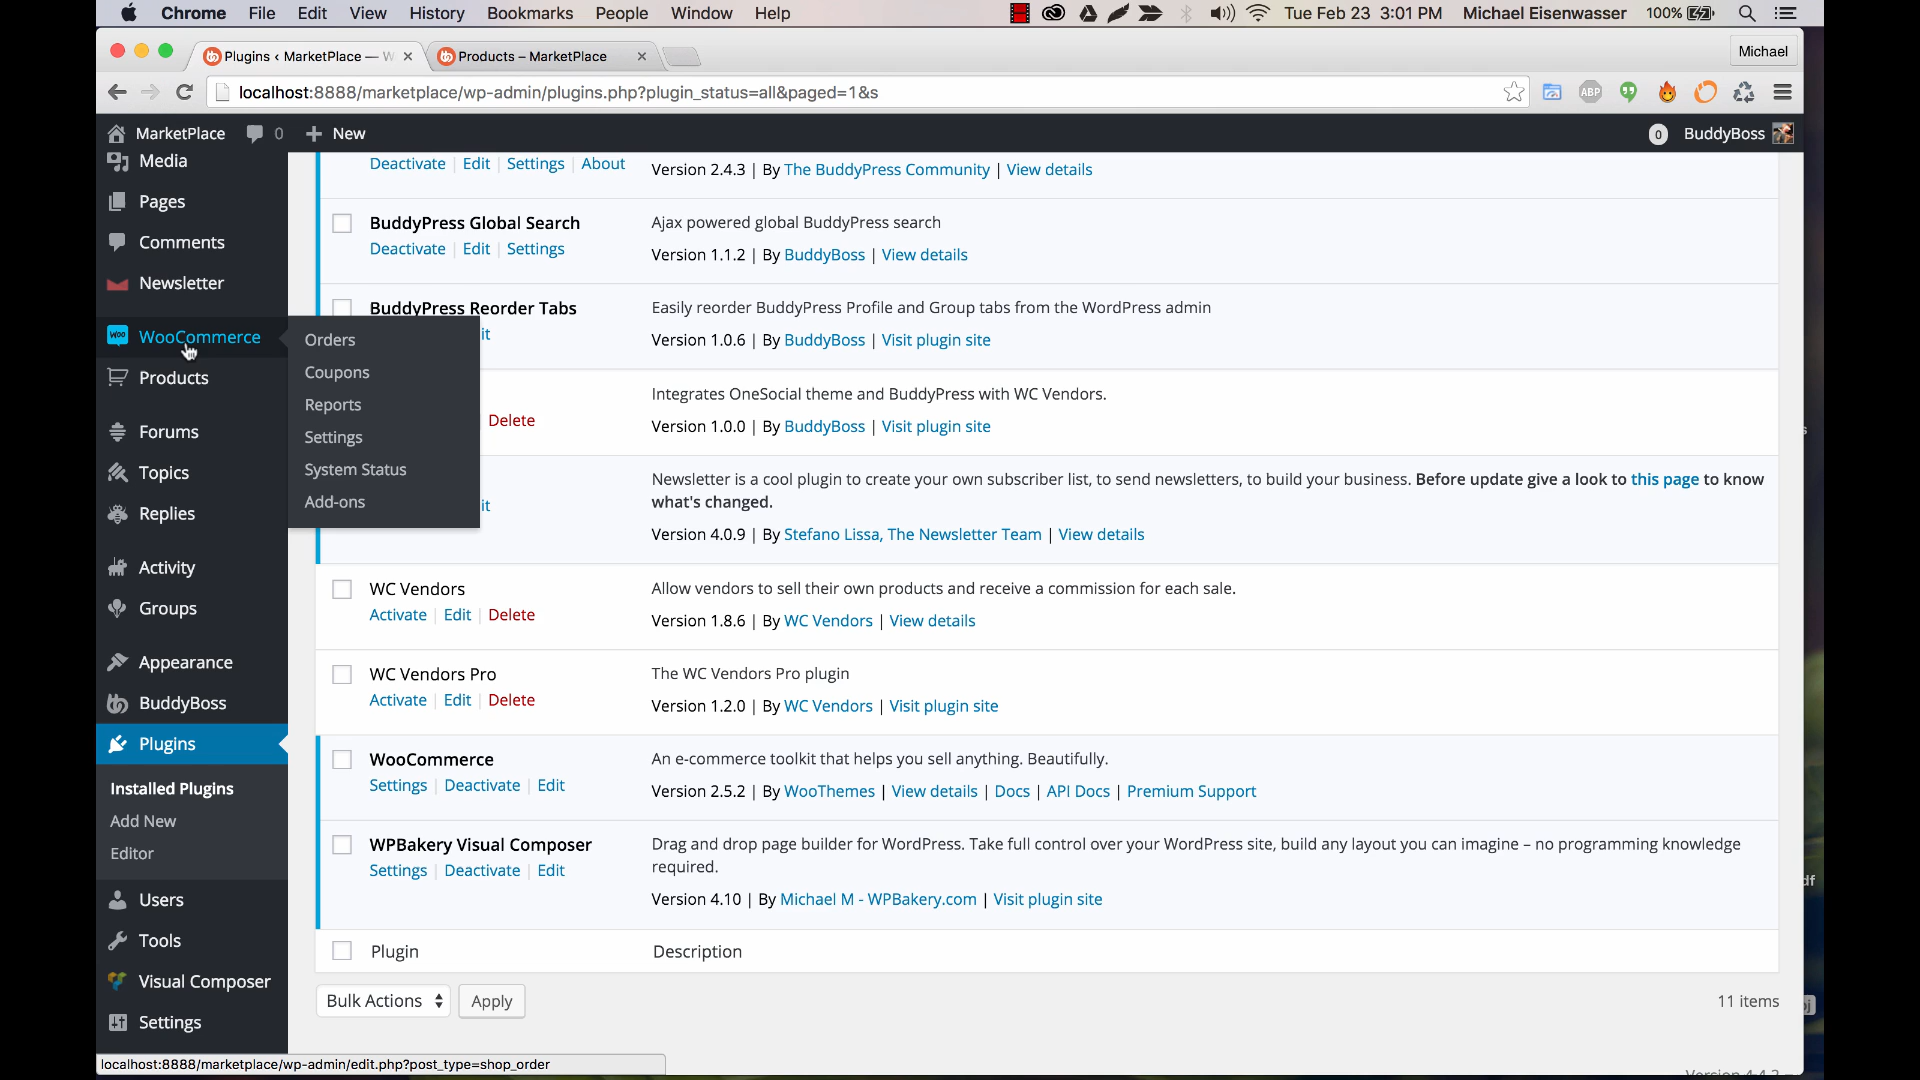 Chrome File Edit View History Bookmarks People Window Help Tue Feb 23 3:01 PM Michael Eisenwasser 100%
Plugins ‹ MarketPlace — W Products – MarketPlace Michael
localhost:8888/marketplace/wp-admin/plugins.php?plugin_status=all&paged=1&s ABP
MarketPlace 0 New 0 BuddyBoss
Media
Pages
Comments
Newsletter
WooCommerce
Products
Forums
Topics
Replies
Activity
Groups
Appearance
BuddyBoss
Plugins
Installed Plugins
Add New
Editor
Users
Tools
Visual Composer
Settings
Orders
Coupons
Reports
Settings
System Status
Add-ons
Deactivate | Edit | Settings | About
Version 2.4.3 | By The BuddyPress Community | View details
BuddyPress Global Search
Deactivate | Edit | Settings
Ajax powered global BuddyPress search
Version 1.1.2 | By BuddyBoss | View details
BuddyPress Reorder Tabs
it
Easily reorder BuddyPress Profile and Group tabs from the WordPress admin
Version 1.0.6 | By BuddyBoss | Visit plugin site
Delete
Integrates OneSocial theme and BuddyPress with WC Vendors.
Version 1.0.0 | By BuddyBoss | Visit plugin site
it
Newsletter is a cool plugin to create your own subscriber list, to send newsletters, to build your business. Before update give a look to this page to know
what's changed.
Version 4.0.9 | By Stefano Lissa, The Newsletter Team | View details
WC Vendors
Activate | Edit | Delete
Allow vendors to sell their own products and receive a commission for each sale.
Version 1.8.6 | By WC Vendors | View details
WC Vendors Pro
Activate | Edit | Delete
The WC Vendors Pro plugin
Version 1.2.0 | By WC Vendors | Visit plugin site
WooCommerce
Settings | Deactivate | Edit
An e-commerce toolkit that helps you sell anything. Beautifully.
Version 2.5.2 | By WooThemes | View details | Docs | API Docs | Premium Support
WPBakery Visual Composer
Settings | Deactivate | Edit
Drag and drop page builder for WordPress. Take full control over your WordPress site, build any layout you can imagine – no programming knowledge
required.
Version 4.10 | By Michael M - WPBakery.com | Visit plugin site
Plugin Description
Bulk Actions Apply 11 items
localhost:8888/marketplace/wp-admin/edit.php?post_type=shop_order